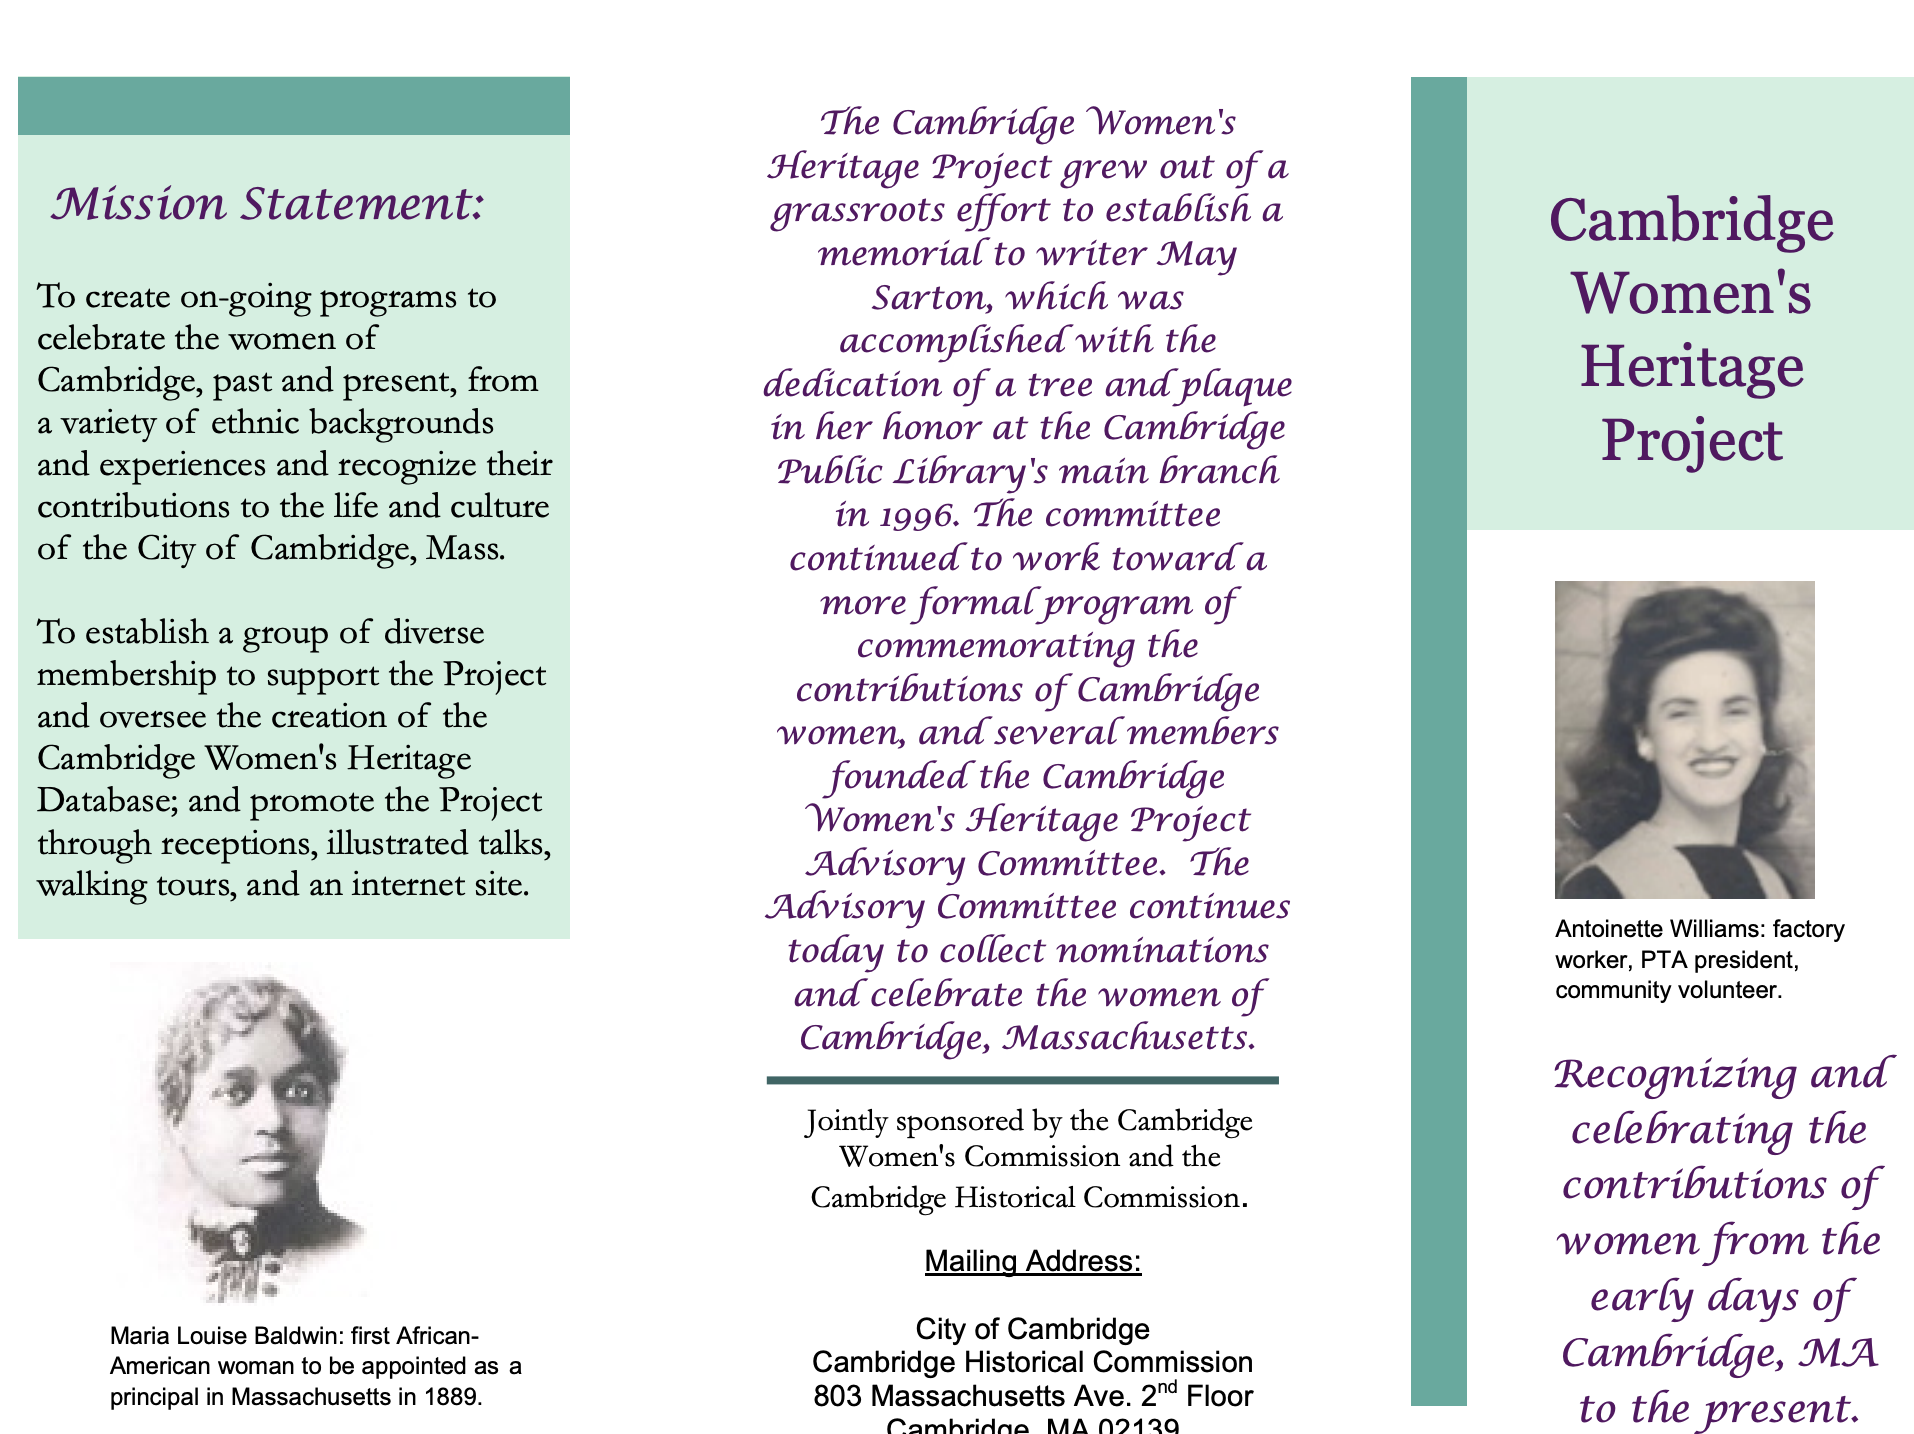 Mission Statement:
To create on-going programs to
celebrate the women of
Cambridge, past and present, from
a variety of ethnic backgrounds
and experiences and recognize their
contributions to the life and culture
of the City of Cambridge, Mass.
To establish a group of diverse
membership to support the Project
and oversee the creation of the
Cambridge Women's Heritage
Database; and promote the Project
through receptions, illustrated talks,
walking tours, and an internet site.
Maria Louise Baldwin: first African-
American woman to be appointed as a
principal in Massachusetts in 1889.
The Cambridge Women's
Heritage Project grew out of a
grassroots effort to establish a
memorial to writer May
Sarton, which was
accomplished with the
dedication of a tree and plaque
in her honor at the Cambridge
Public Library's main branch
in 1996. The committee
continued to work toward a
more formal program of
commemorating the
contributions of Cambridge
women, and several members
founded the Cambridge
Women's Heritage Project
Advisory Committee.  The
Advisory Committee continues
today to collect nominations
and celebrate the women of
Cambridge, Massachusetts.
Jointly sponsored by the Cambridge
Women's Commission and the
Cambridge Historical Commission.
Mailing Address:
City of Cambridge
Cambridge Historical Commission
803 Massachusetts Ave. 2nd Floor
Cambridge, MA 02139
Cambridge
Women's
Heritage
Project
Antoinette Williams: factory
worker, PTA president,
community volunteer.
Recognizing and
celebrating the
contributions of
women from the
early days of
Cambridge, MA
to the present.